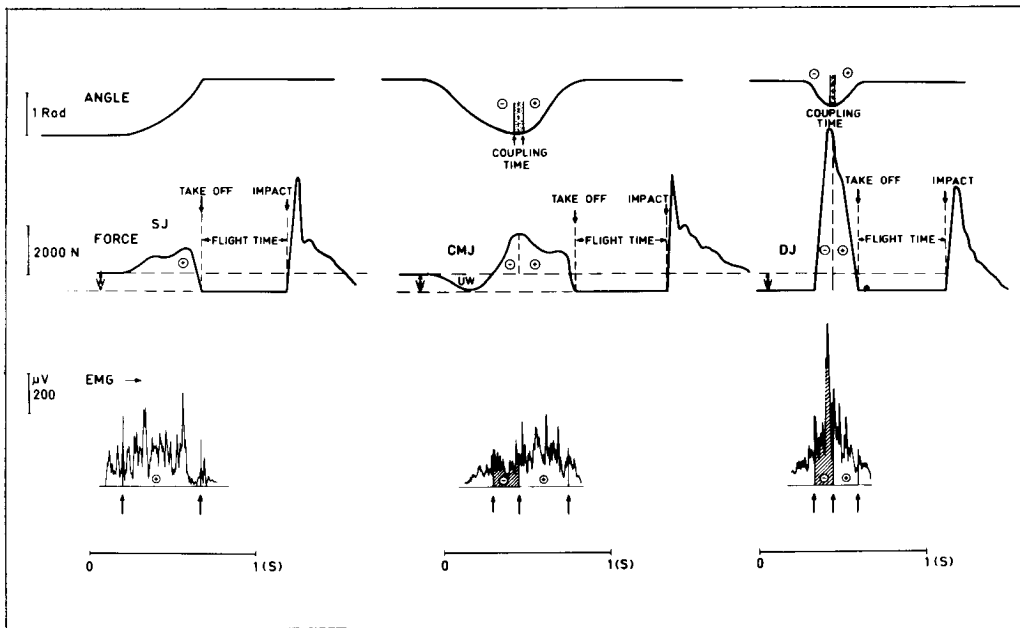 ANGLE
1 Rad
⊖ ⊕
COUPLING
TIME
⊖ ⊕
COUPLING
TIME
TAKE OFF IMPACT
SJ
FORCE
FLIGHT TIME
2000 N
⊕
TAKE OFF IMPACT
CMJ
FLIGHT TIME
⊖ ⊕
UW
TAKE OFF IMPACT
DJ
FLIGHT TIME
⊖ ⊕
μV
200
EMG →
⊕
⊖ ⊕
⊖ ⊕
0 1(S)
0 1(S)
0 1(S)